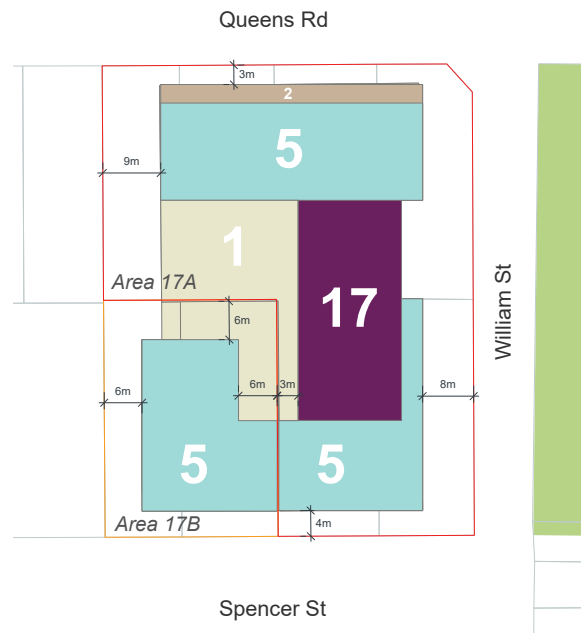 Queens Rd
3m
2
5
9m
1
Area 17A
17
William St
6m
6m
6m
3m
8m
5
5
Area 17B
4m
Spencer St